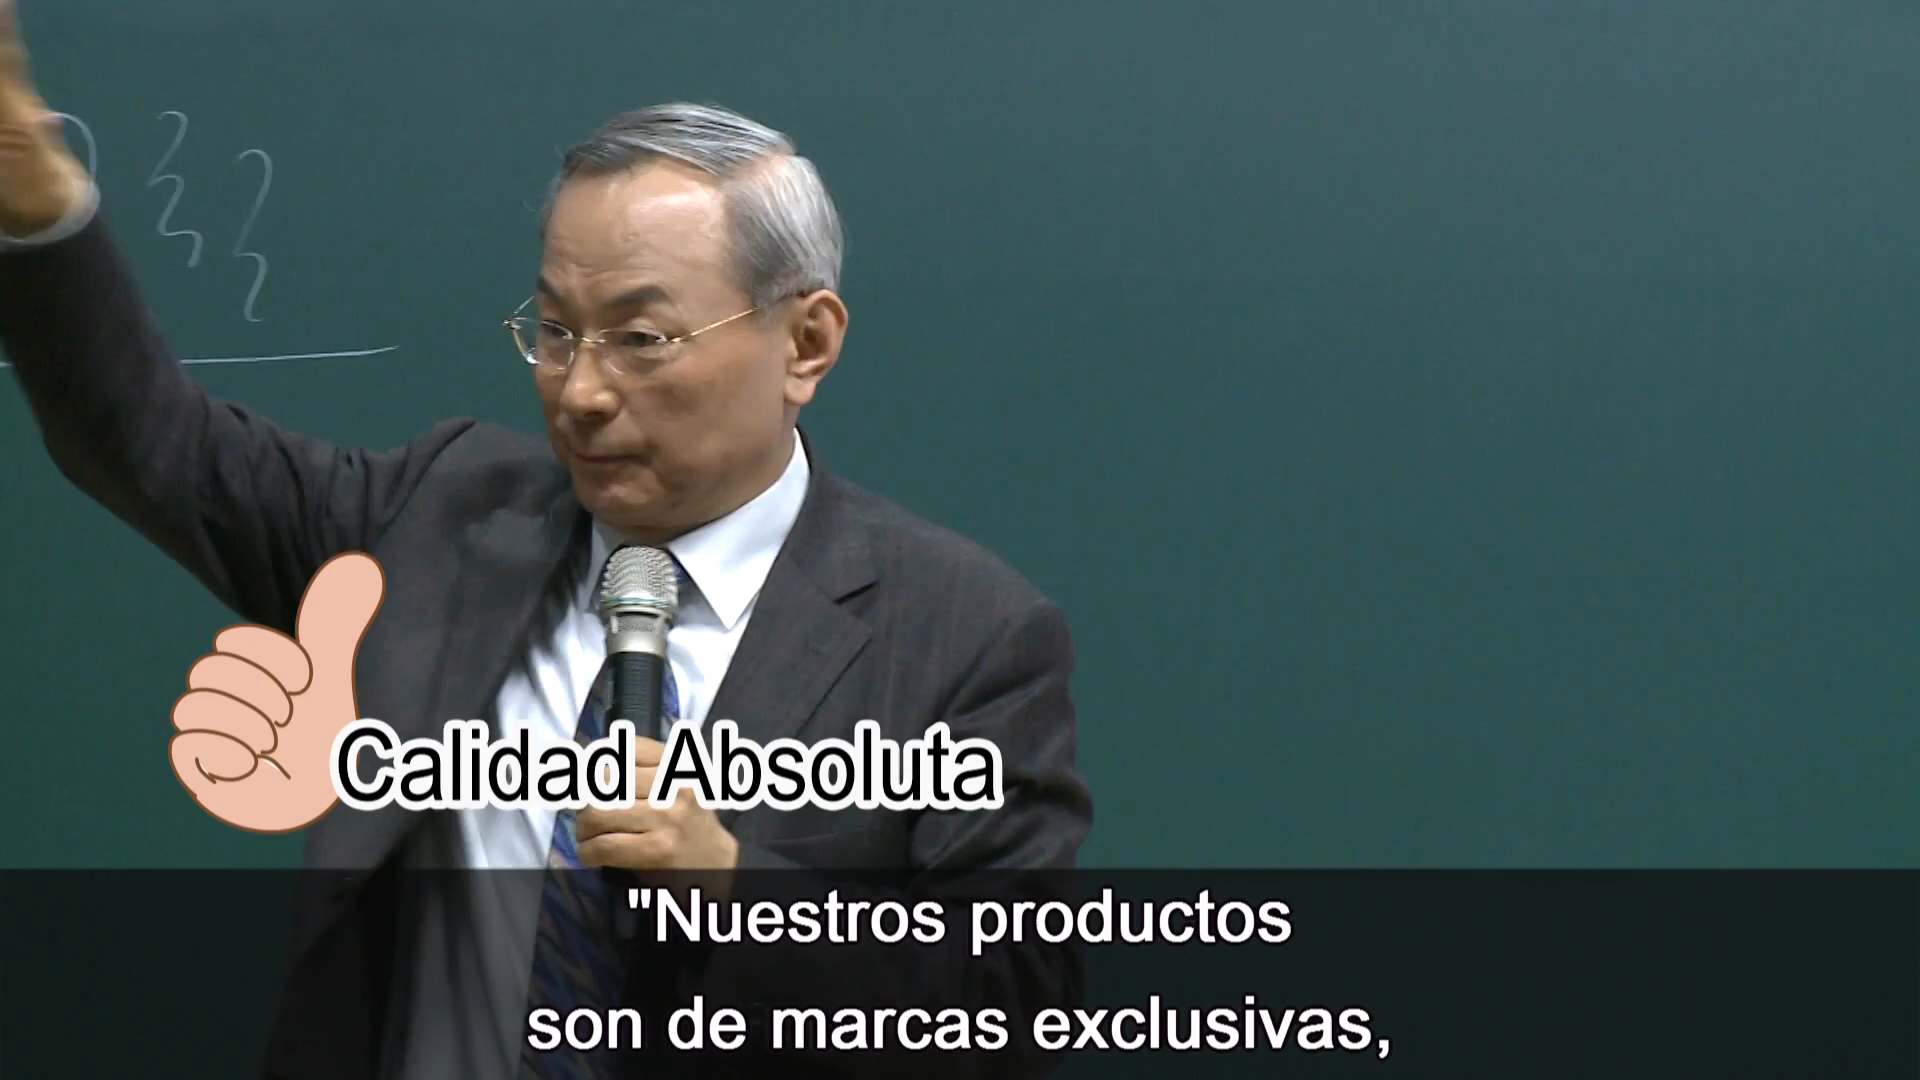 Calidad Absoluta
"Nuestros productos
son de marcas exclusivas,